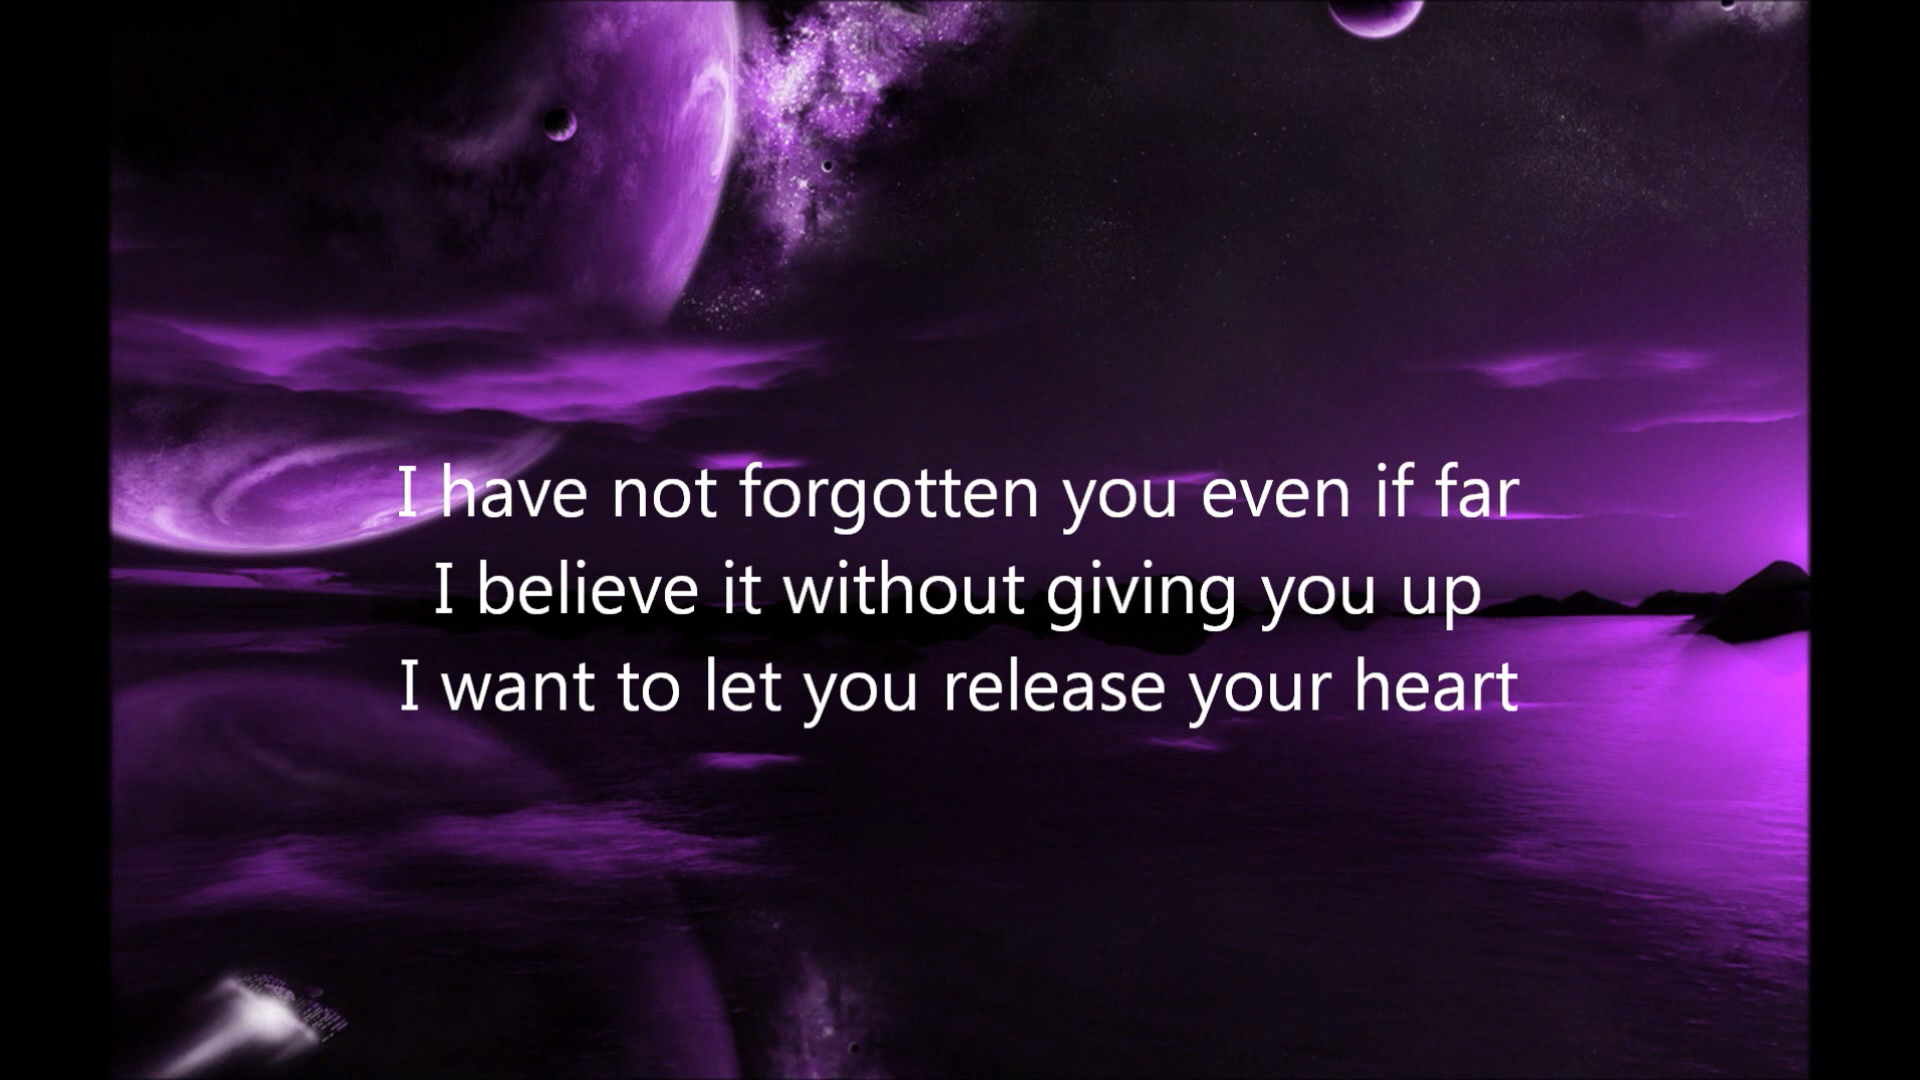 I have not forgotten you even if far
I believe it without giving you up
I want to let you release your heart